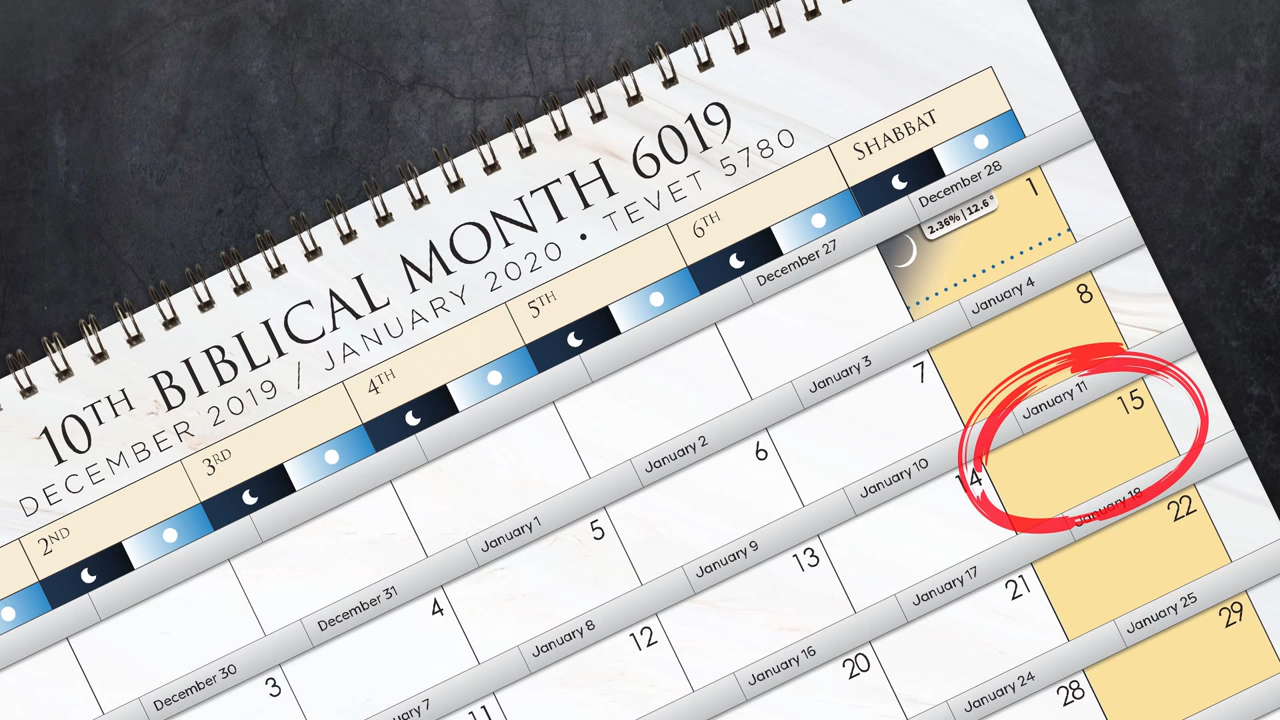 10TH BIBLICAL MONTH 6019
DECEMBER 2019 / JANUARY 2020 • TEVET 5780
2ND
3RD
4TH
5TH
6TH
SHABBAT
December 27
December 28
1
2.36% | 12.6°
December 30
December 31
January 1
January 2
January 3
January 4
3
4
5
6
7
8
January 8
January 9
January 10
January 11
11
12
13
14
15
January 16
January 17
January 18
20
21
22
January 24
January 25
28
29